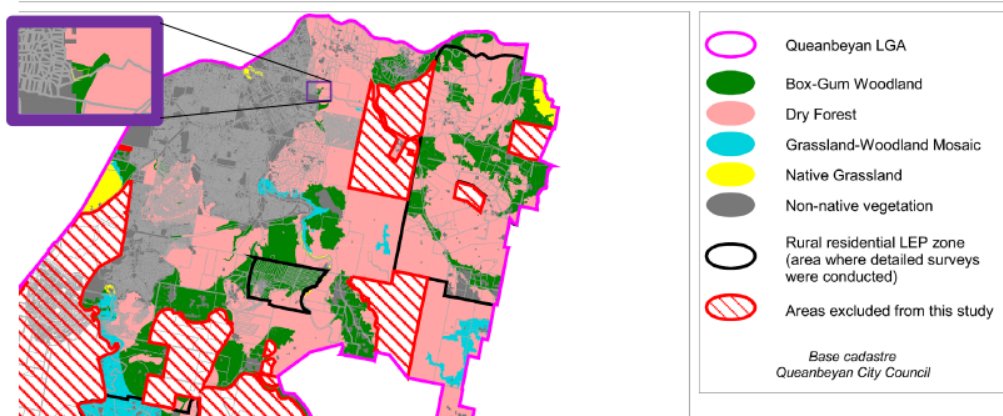 Queanbeyan LGA
Box-Gum Woodland
Dry Forest
Grassland-Woodland Mosaic
Native Grassland
Non-native vegetation
Rural residential LEP zone
(area where detailed surveys
were conducted)
Areas excluded from this study
Base cadastre
Queanbeyan City Council